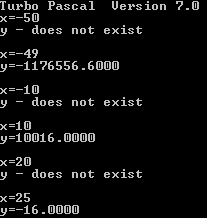 Turbo Pascal  Version 7.0
x=-50
y - does not exist
x=-49
y=-1176556.6000
x=-10
y - does not exist
x=10
y=10016.0000
x=20
y - does not exist
x=25
y=-16.0000